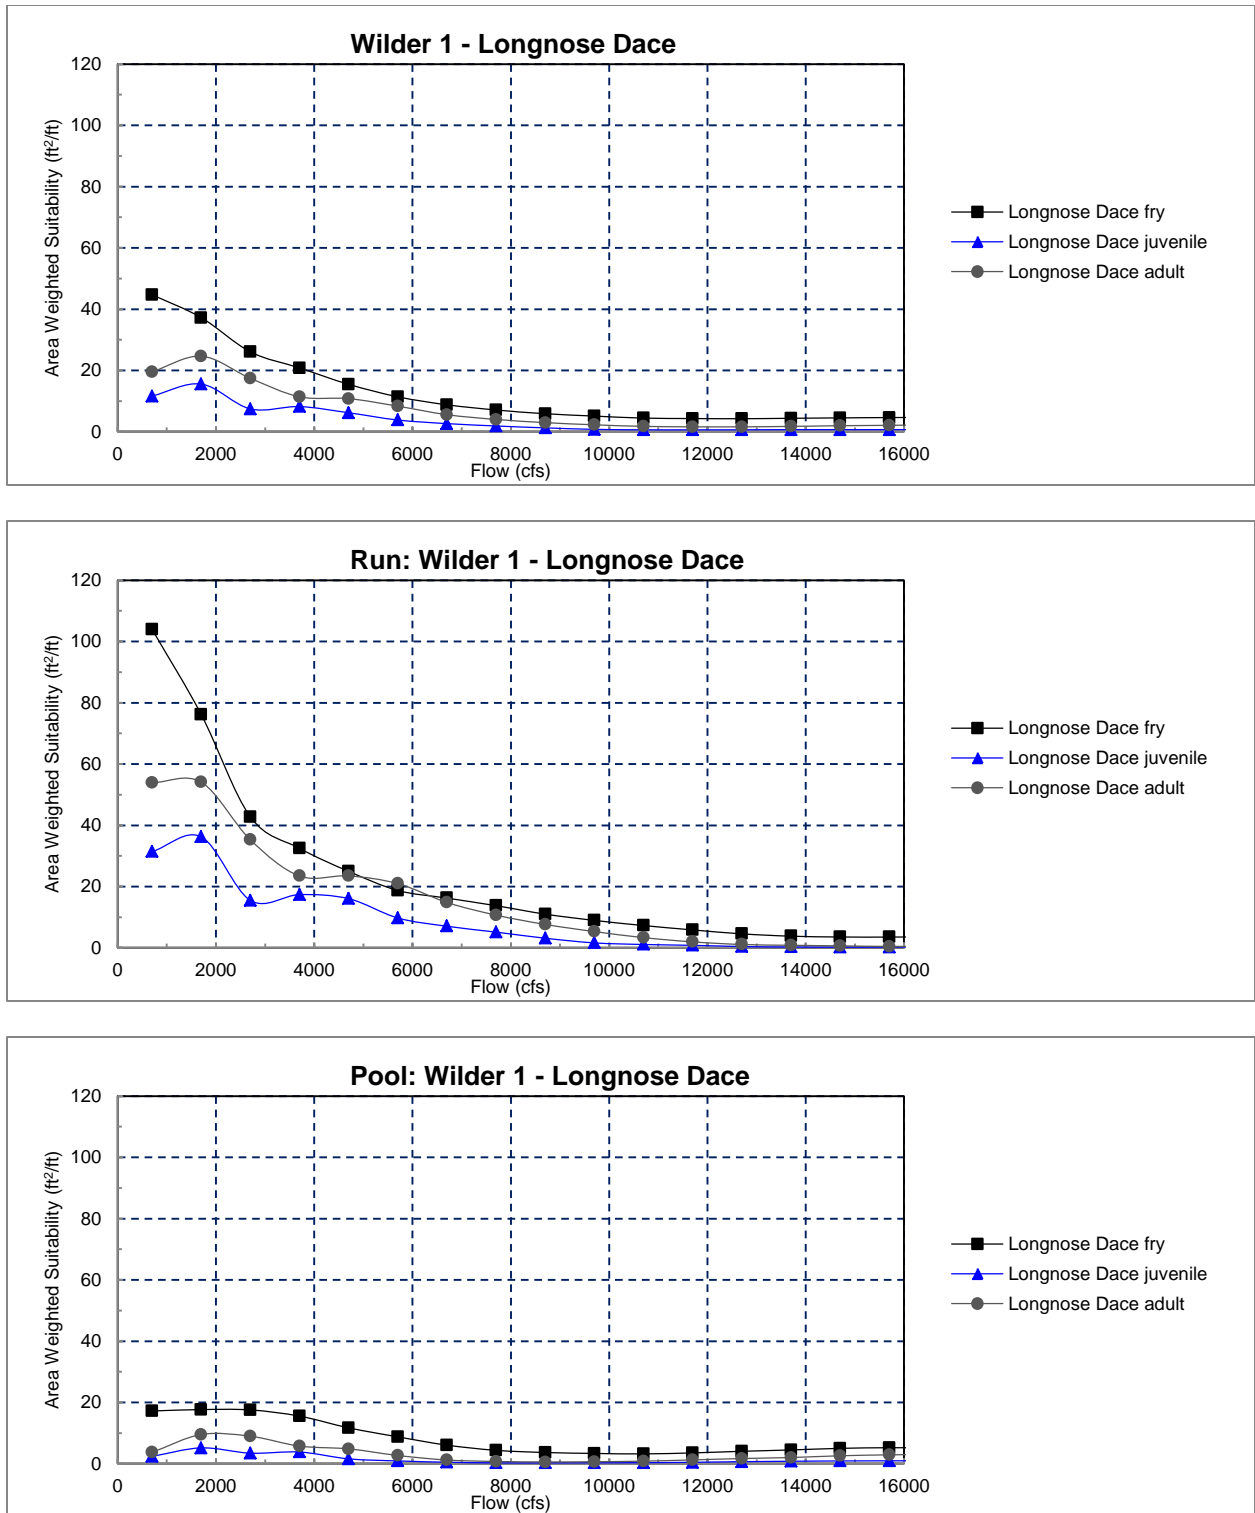 Wilder 1 - Longnose Dace
Area Weighted Suitability (ft²/ft)
120
100
80
60
40
20
0
0 2000 4000 6000 8000 10000 12000 14000 16000
Flow (cfs)
Longnose Dace fry
Longnose Dace juvenile
Longnose Dace adult
Run: Wilder 1 - Longnose Dace
Area Weighted Suitability (ft²/ft)
120
100
80
60
40
20
0
0 2000 4000 6000 8000 10000 12000 14000 16000
Flow (cfs)
Longnose Dace fry
Longnose Dace juvenile
Longnose Dace adult
Pool: Wilder 1 - Longnose Dace
Area Weighted Suitability (ft²/ft)
120
100
80
60
40
20
0
0 2000 4000 6000 8000 10000 12000 14000 16000
Flow (cfs)
Longnose Dace fry
Longnose Dace juvenile
Longnose Dace adult